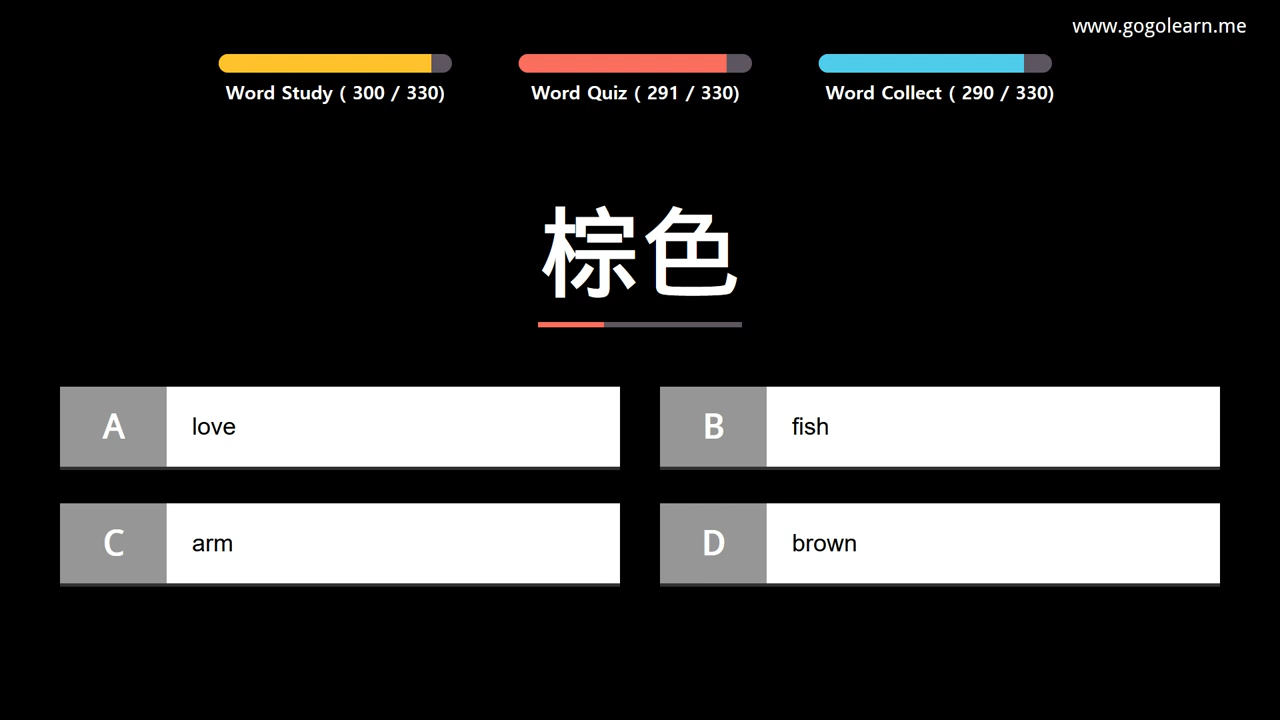 www.gogolearn.me
Word Study ( 300 / 330)
Word Quiz ( 291 / 330)
Word Collect ( 290 / 330)
棕色
A love
B fish
C arm
D brown